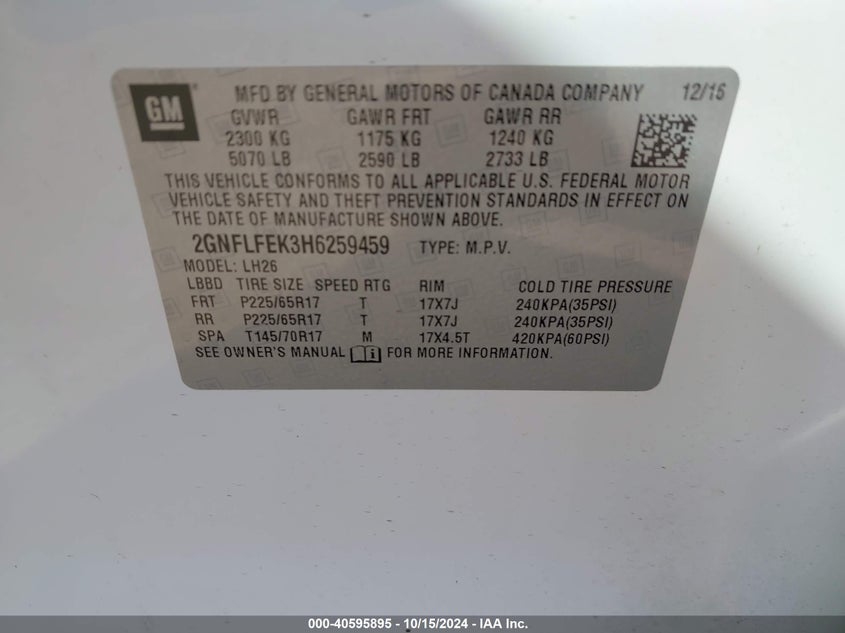 GM
MFD BY GENERAL MOTORS OF CANADA COMPANY 12/16
GVWR GAWR FRT GAWR RR
2300 KG 1175 KG 1240 KG
5070 LB 2590 LB 2733 LB
THIS VEHICLE CONFORMS TO ALL APPLICABLE U.S. FEDERAL MOTOR
VEHICLE SAFETY AND THEFT PREVENTION STANDARDS IN EFFECT ON
THE DATE OF MANUFACTURE SHOWN ABOVE.
2GNFLFEK3H6259459 TYPE: M.P.V.
MODEL: LH26
LBBD TIRE SIZE SPEED RTG RIM COLD TIRE PRESSURE
FRT P225/65R17 T 17X7J 240KPA(35PSI)
RR P225/65R17 T 17X7J 240KPA(35PSI)
SPA T145/70R17 M 17X4.5T 420KPA(60PSI)
SEE OWNER'S MANUAL FOR MORE INFORMATION.
000-40595895 - 10/15/2024 - IAA Inc.